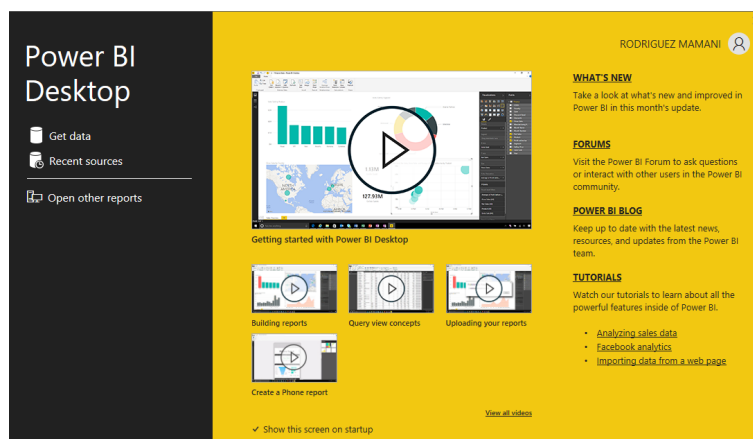 Power BI
Desktop
Get data
Recent sources
Open other reports
127.93M
Getting started with Power BI Desktop
Building reports
Query view concepts
Uploading your reports
Create a Phone report
View all videos
Show this screen on startup
RODRIGUEZ MAMANI
WHAT'S NEW
Take a look at what's new and improved in
Power BI in this month's update.
FORUMS
Visit the Power BI Forum to ask questions
or interact with other users in the Power BI
community.
POWER BI BLOG
Keep up to date with the latest news,
resources, and updates from the Power BI
team.
TUTORIALS
Watch our tutorials to learn about all the
powerful features inside of Power BI.
Analyzing sales data
Facebook analytics
Importing data from a web page